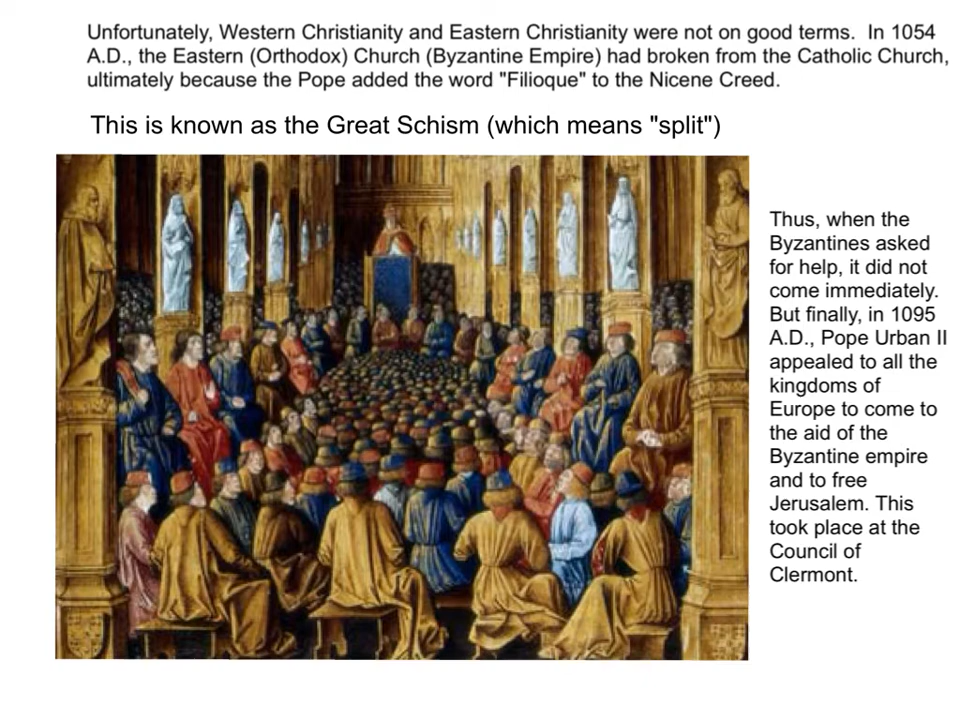 Unfortunately, Western Christianity and Eastern Christianity were not on good terms.  In 1054
A.D., the Eastern (Orthodox) Church (Byzantine Empire) had broken from the Catholic Church,
ultimately because the Pope added the word "Filioque" to the Nicene Creed.
This is known as the Great Schism (which means "split")
Thus, when the
Byzantines asked
for help, it did not
come immediately.
But finally, in 1095
A.D., Pope Urban II
appealed to all the
kingdoms of
Europe to come to
the aid of the
Byzantine empire
and to free
Jerusalem. This
took place at the
Council of
Clermont.